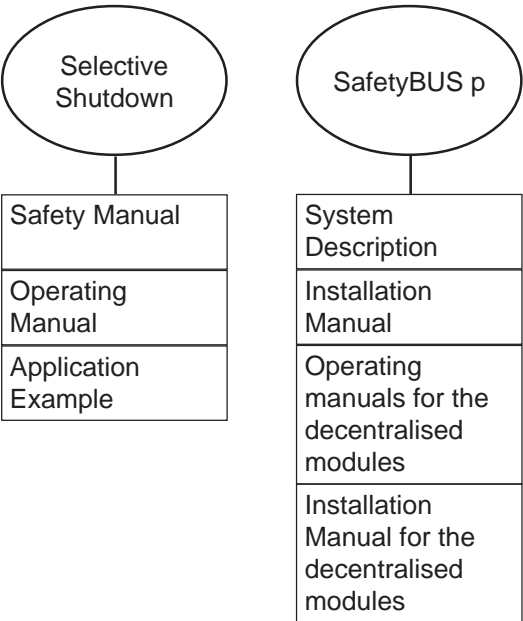 Selective
Shutdown
Safety Manual
Operating
Manual
Application
Example
SafetyBUS p
System
Description
Installation
Manual
Operating
manuals for the
decentralised
modules
Installation
Manual for the
decentralised
modules